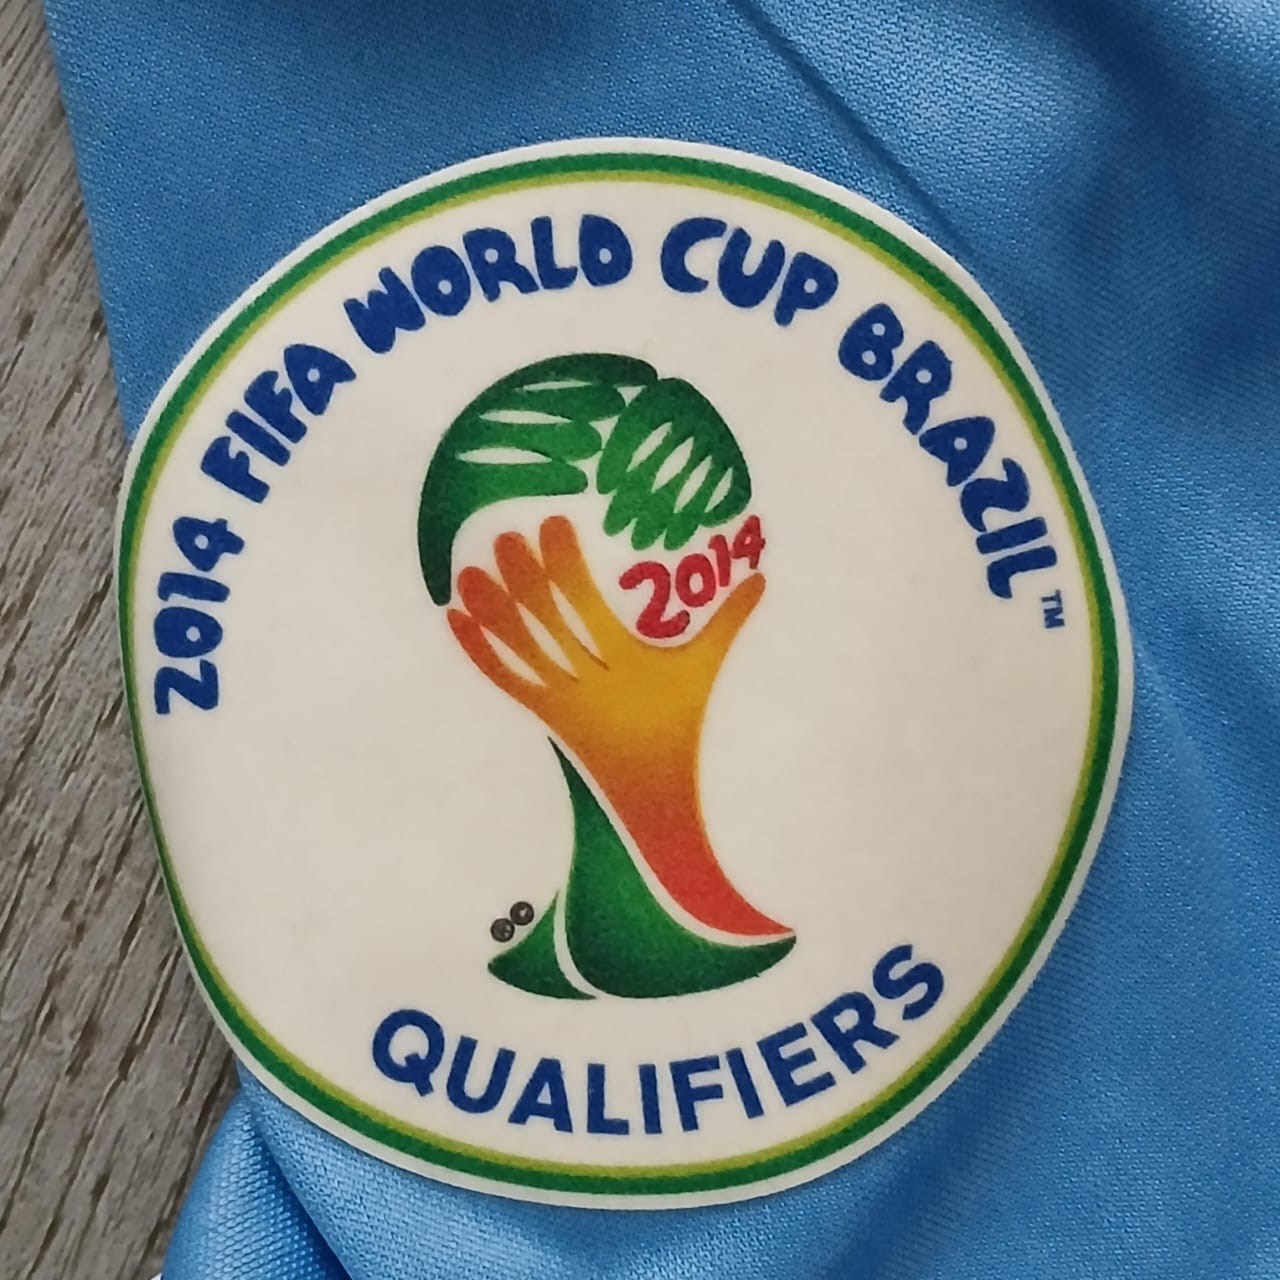 2014 FIFA WORLD CUP BRAZIL™
2014
QUALIFIERS